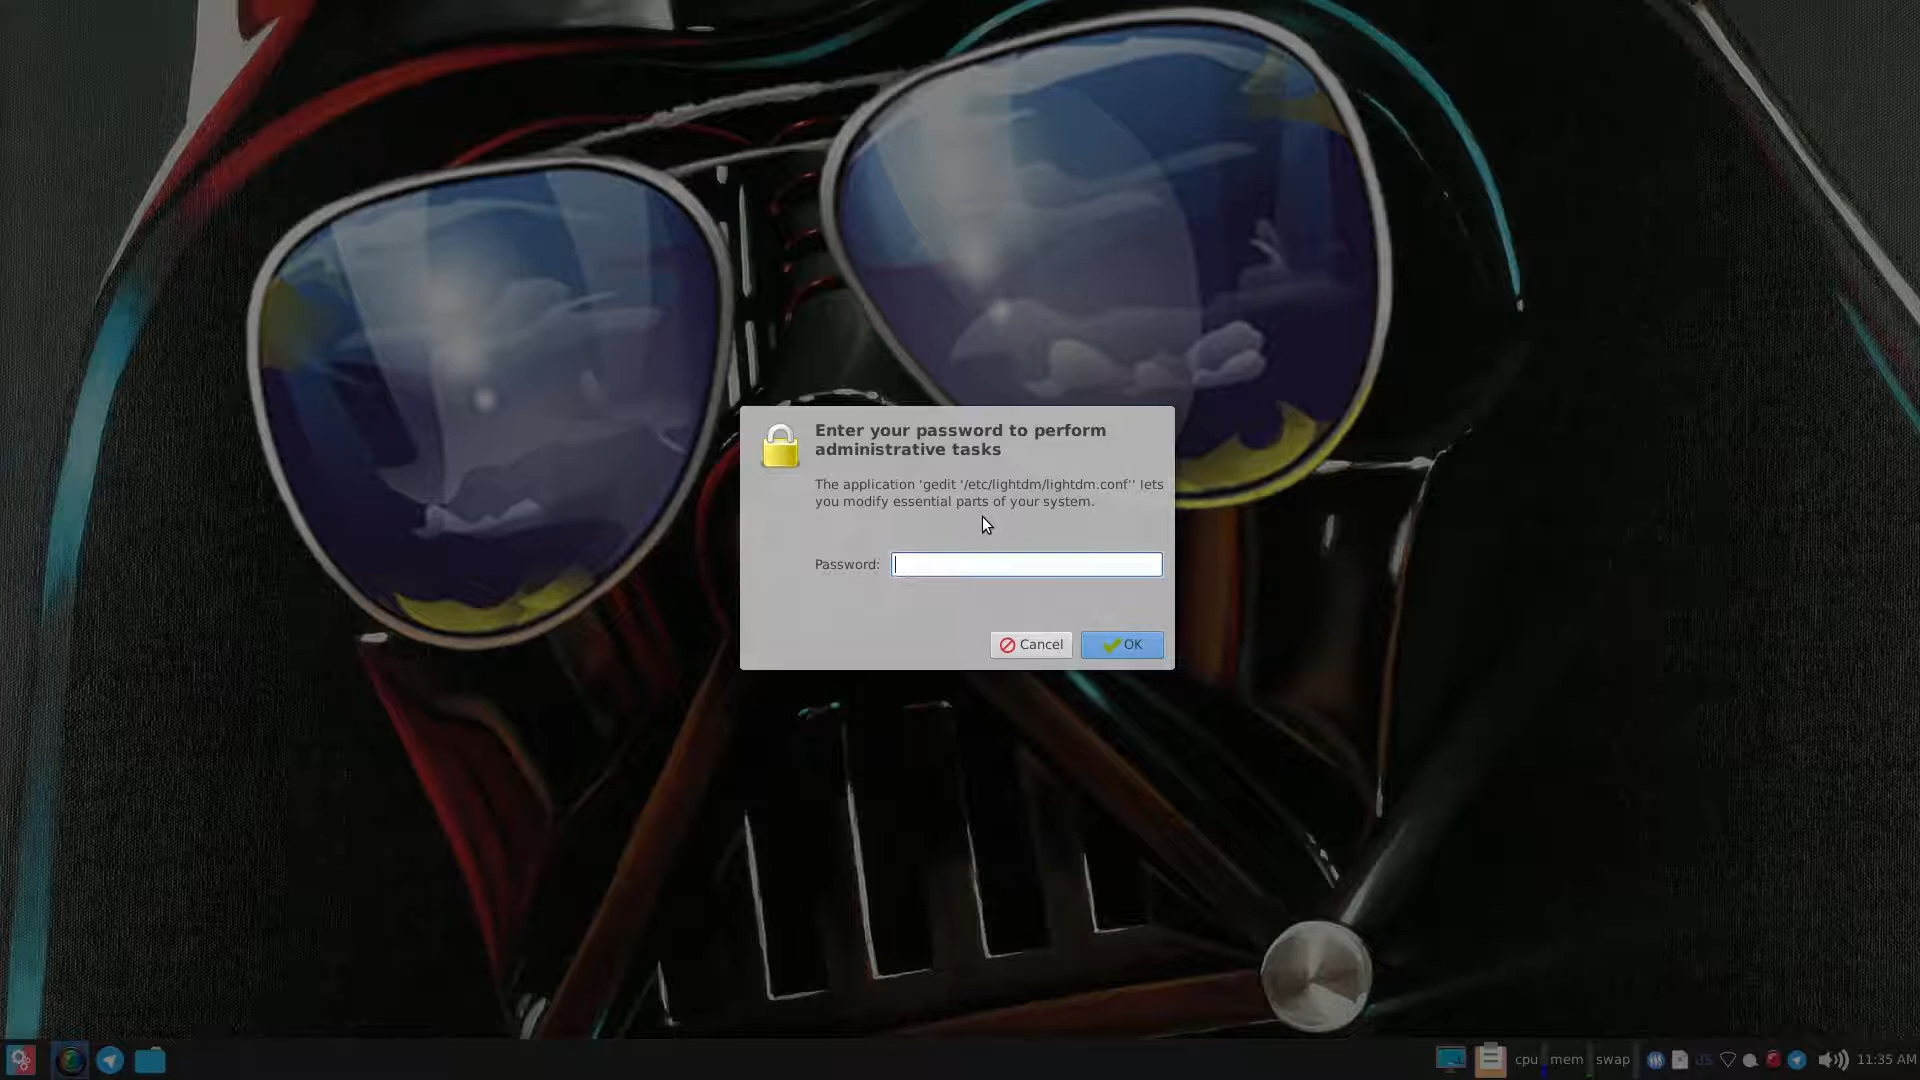 Enter your password to perform
administrative tasks
The application 'gedit '/etc/lightdm/lightdm.conf'' lets
you modify essential parts of your system.
Password:
Cancel
OK
cpu mem swap US 11:35 AM